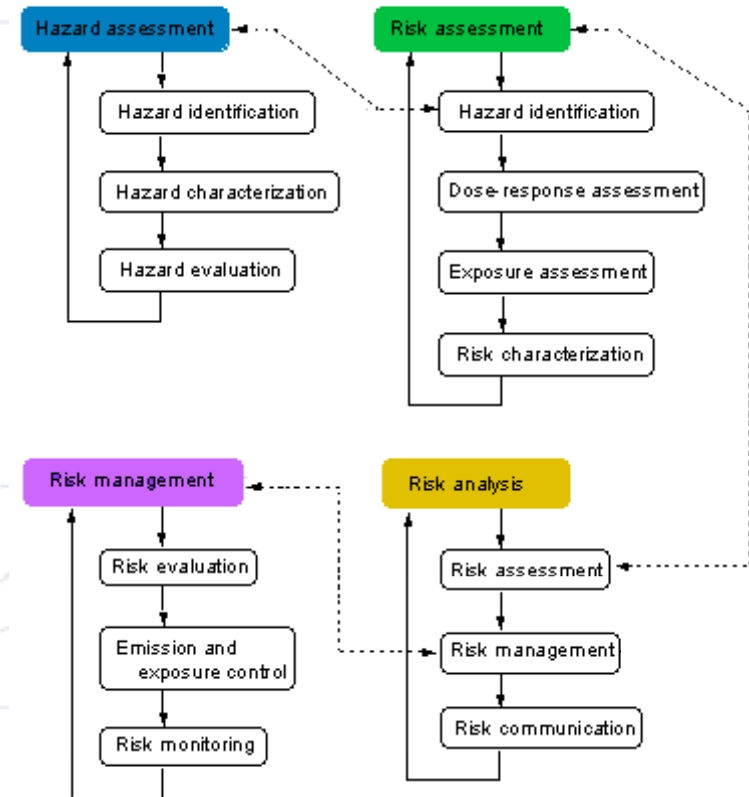 Hazard assessment
Hazard identification
Hazard characterization
Hazard evaluation
Risk assessment
Hazard identification
Dose-response assessment
Exposure assessment
Risk characterization
Risk management
Risk evaluation
Emission and
exposure control
Risk monitoring
Risk analysis
Risk assessment
Risk management
Risk communication